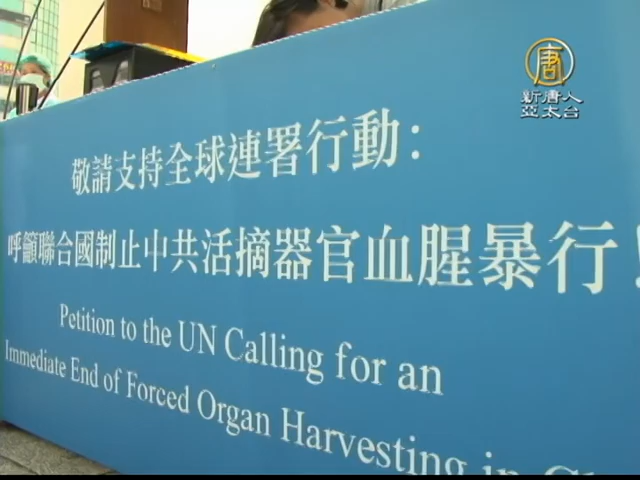 唐
新唐人
亞太台
敬請支持全球連署行動：
呼籲聯合國制止中共活摘器官血腥暴行！
Petition to the UN Calling for an
Immediate End of Forced Organ Harvesting in